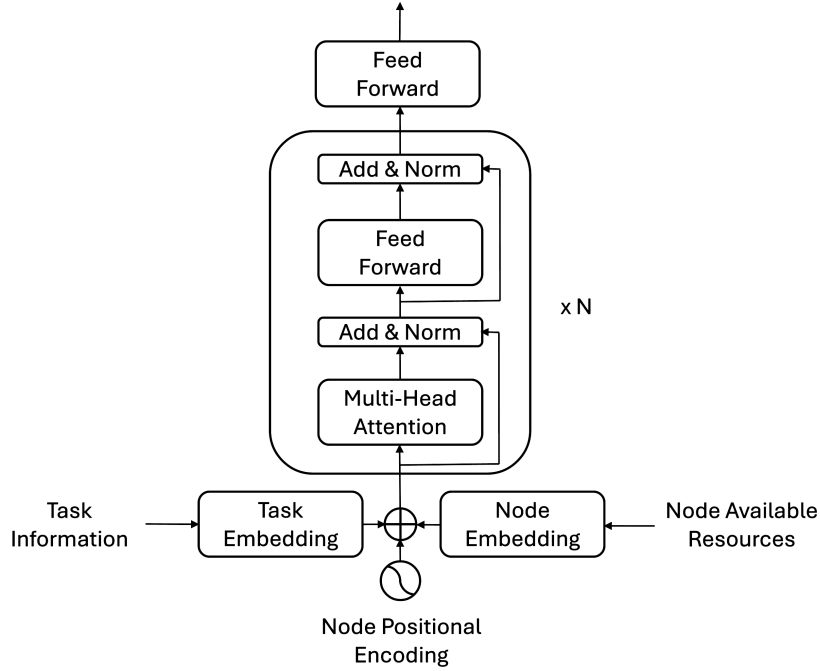 Feed
Forward
Add & Norm
Feed
Forward
x N
Add & Norm
Multi-Head
Attention
Task
Information
Task
Embedding
Node
Embedding
Node Available
Resources
Node Positional
Encoding